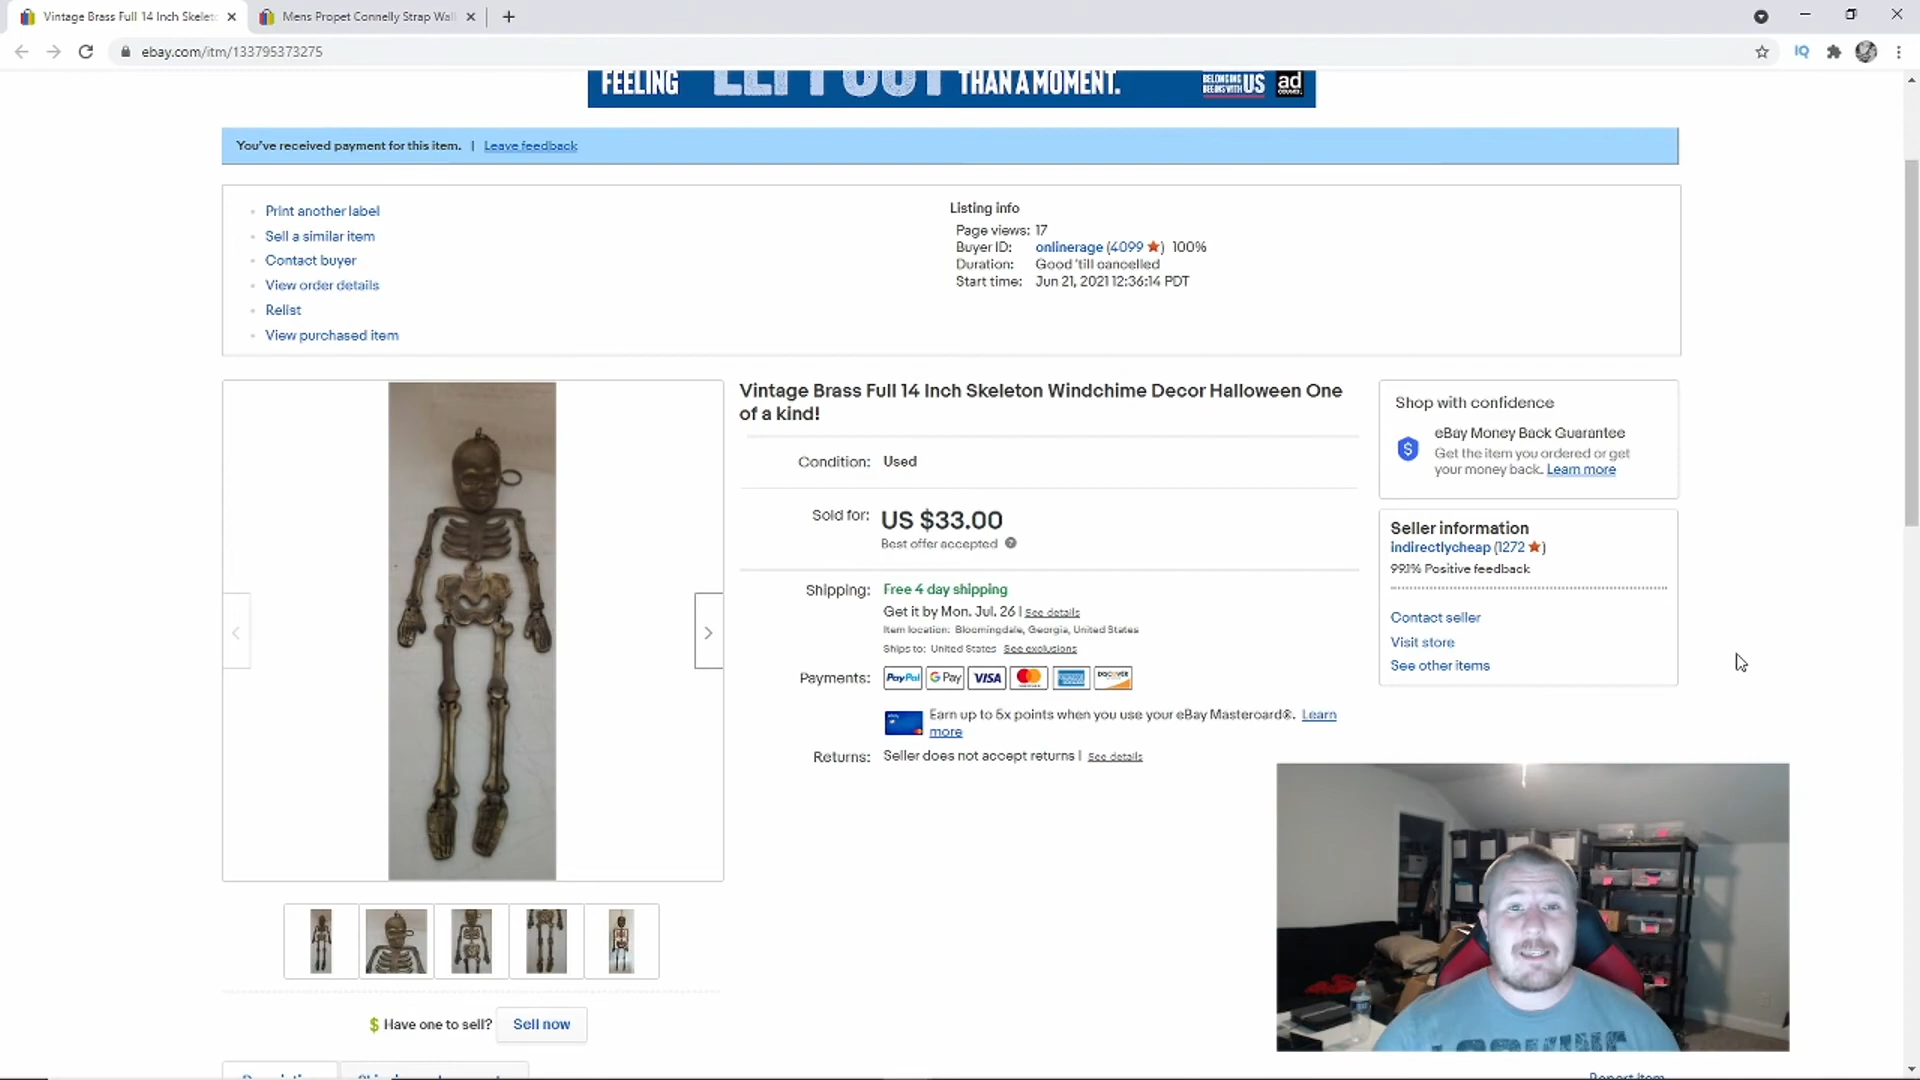 Vintage Brass Full 14 Inch Skeleto
Mens Propet Connelly Strap Wall
ebay.com/itm/133795373275
IQ
FEELING LEFT OUT THAN A MOMENT.
BELONGING BEGINS WITH US
ad COUNCIL
You've received payment for this item. | Leave feedback
Print another label
Sell a similar item
Contact buyer
View order details
Relist
View purchased item
Listing info
Page views: 17
Buyer ID: onlinerage (4099 ) 100%
Duration: Good 'till cancelled
Start time: Jun 21, 2021 12:36:14 PDT
Vintage Brass Full 14 Inch Skeleton Windchime Decor Halloween One
of a kind!
Condition: Used
Sold for: US $33.00
Best offer accepted
Shipping: Free 4 day shipping
Get it by Mon. Jul. 26 | See details
Item location: Bloomingdale, Georgia, United States
Ships to: United States See exclusions
Payments: PayPal G Pay VISA DISCOVER
Earn up to 5x points when you use your eBay Mastercard®. Learn
more
Returns: Seller does not accept returns | See details
Shop with confidence
eBay Money Back Guarantee
Get the item you ordered or get
your money back. Learn more
Seller information
indirectlycheap (1272 )
99.1% Positive feedback
Contact seller
Visit store
See other items
$ Have one to sell? Sell now
Report item